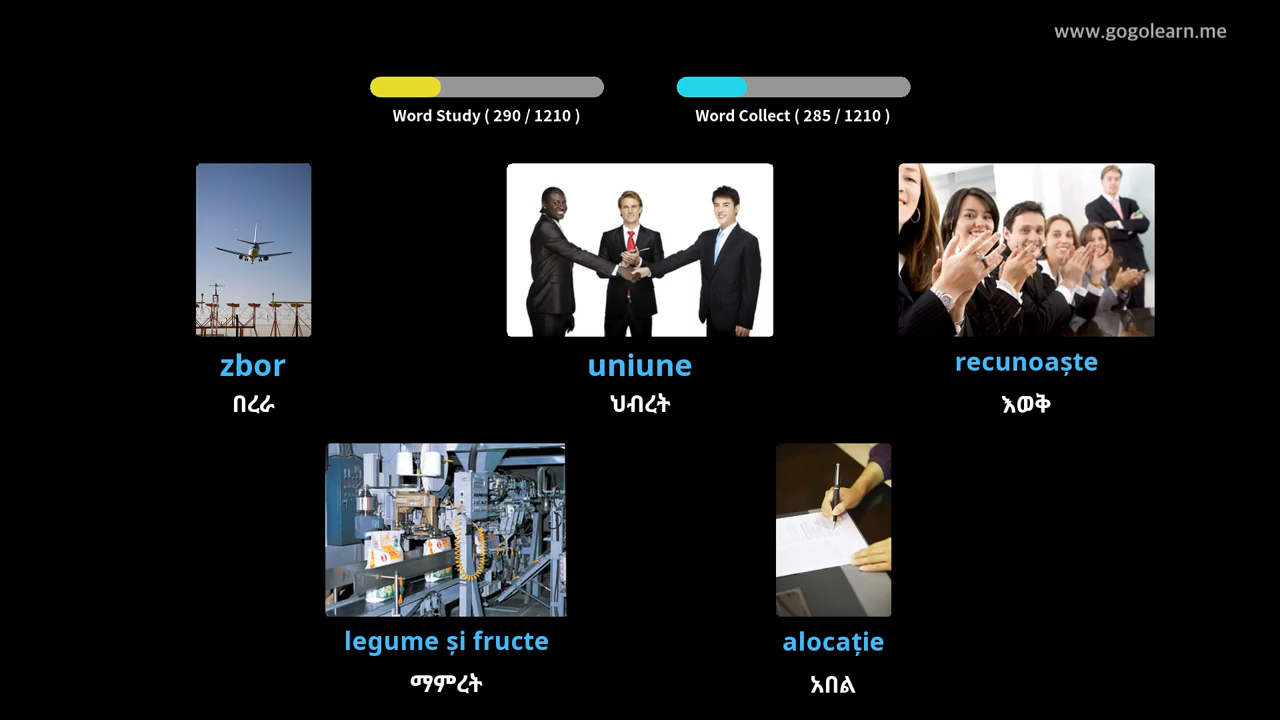 www.gogolearn.me
Word Study ( 290 / 1210 )
Word Collect ( 285 / 1210 )
zbor
uniune
recunoaște
በረራ
ህብረት
እወቅ
legume și fructe
alocație
ማምረት
አበል